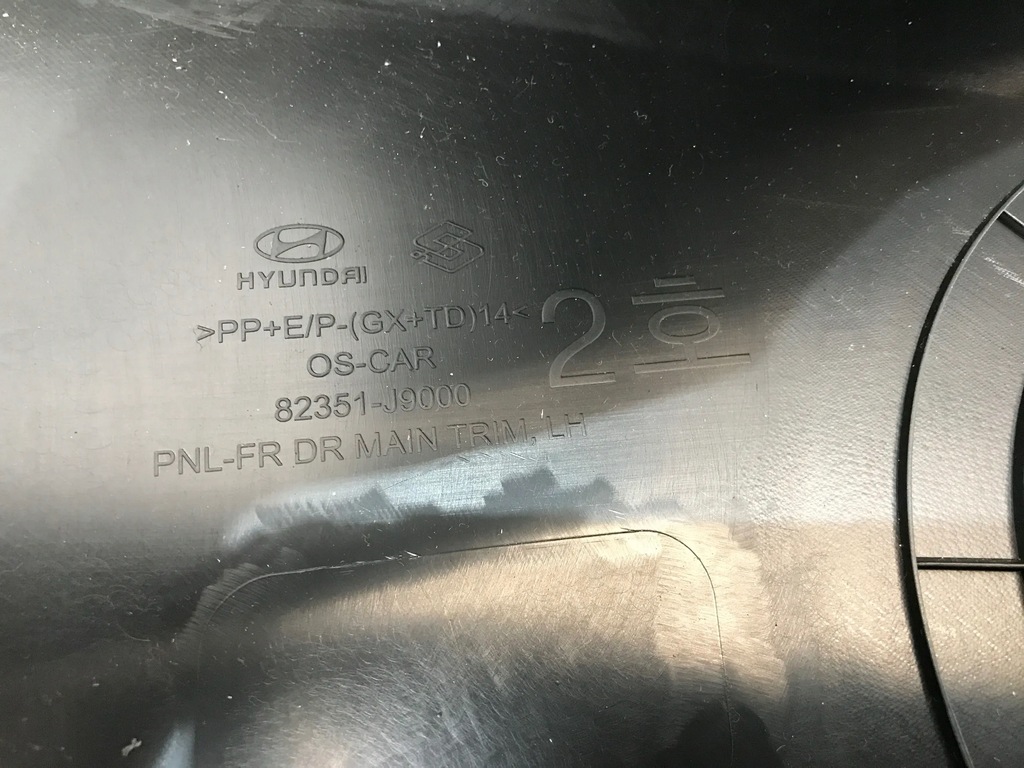 HYUNDAI
>PP+E/P-(GX+TD)14<
OS-CAR
82351-J9000
PNL-FR DR MAIN TRIM, LH
2호